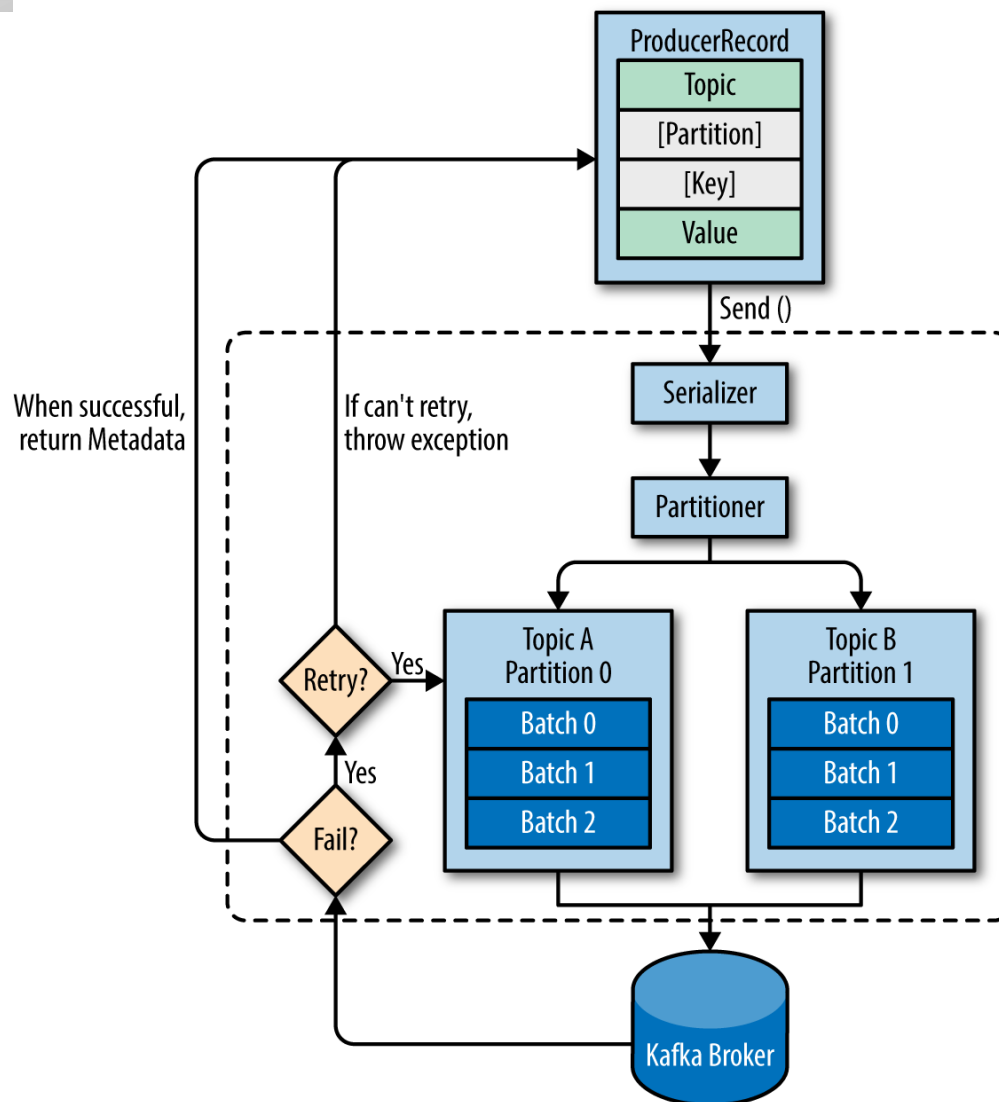 ProducerRecord
Topic
[Partition]
[Key]
Value
Send ()
Serializer
Partitioner
When successful,
return Metadata
If can't retry,
throw exception
Topic A
Partition 0
Batch 0
Batch 1
Batch 2
Topic B
Partition 1
Batch 0
Batch 1
Batch 2
Retry?
Yes
Yes
Fail?
Kafka Broker